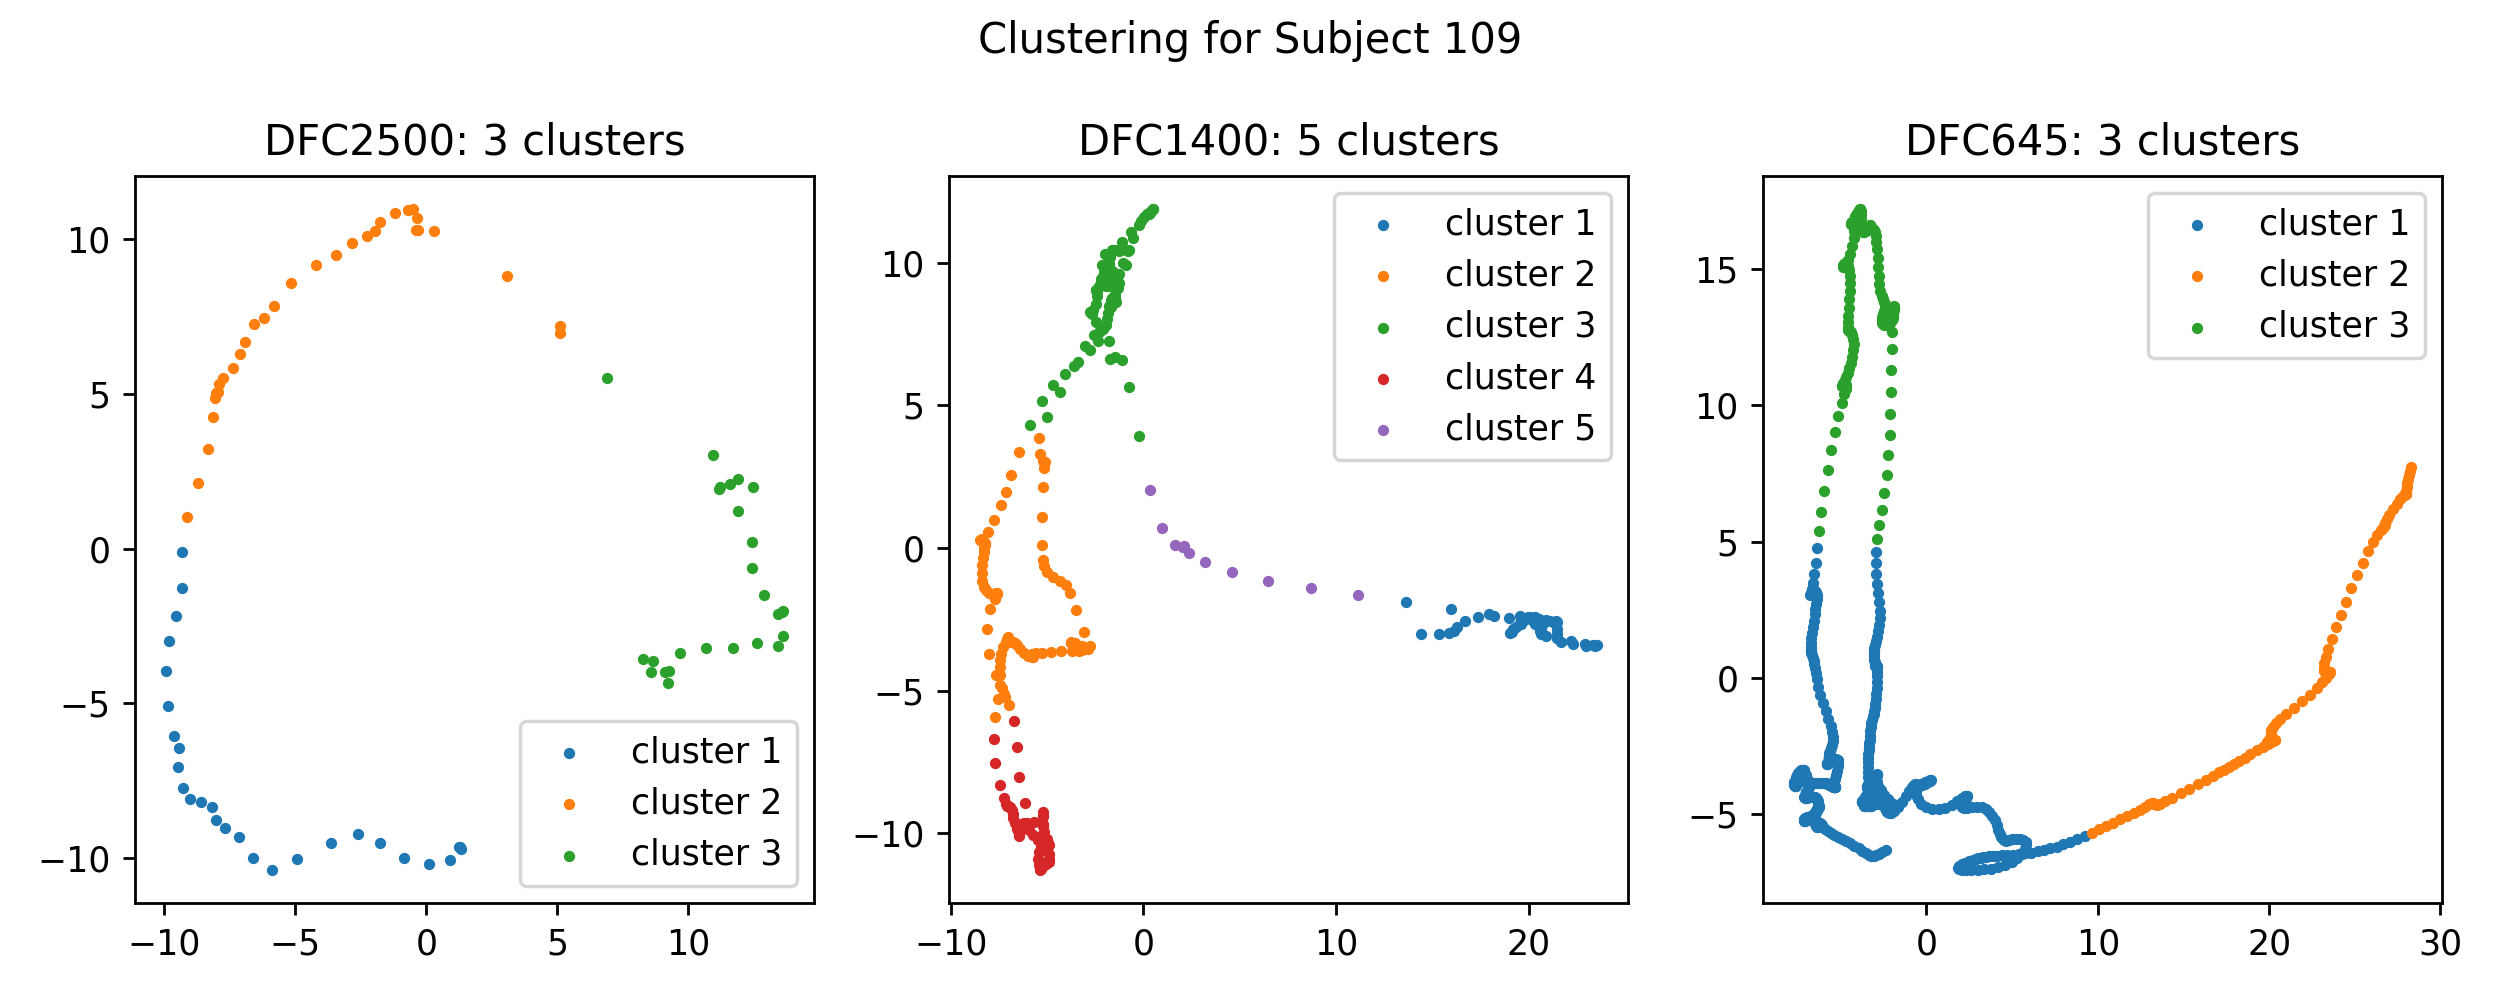 Clustering for Subject 109
DFC2500: 3 clusters
10
5
0
−5
−10
cluster 1
cluster 2
cluster 3
−10 −5 0 5 10
DFC1400: 5 clusters
10
5
0
−5
−10
cluster 1
cluster 2
cluster 3
cluster 4
cluster 5
−10 0 10 20
DFC645: 3 clusters
15
10
5
0
−5
cluster 1
cluster 2
cluster 3
0 10 20 30